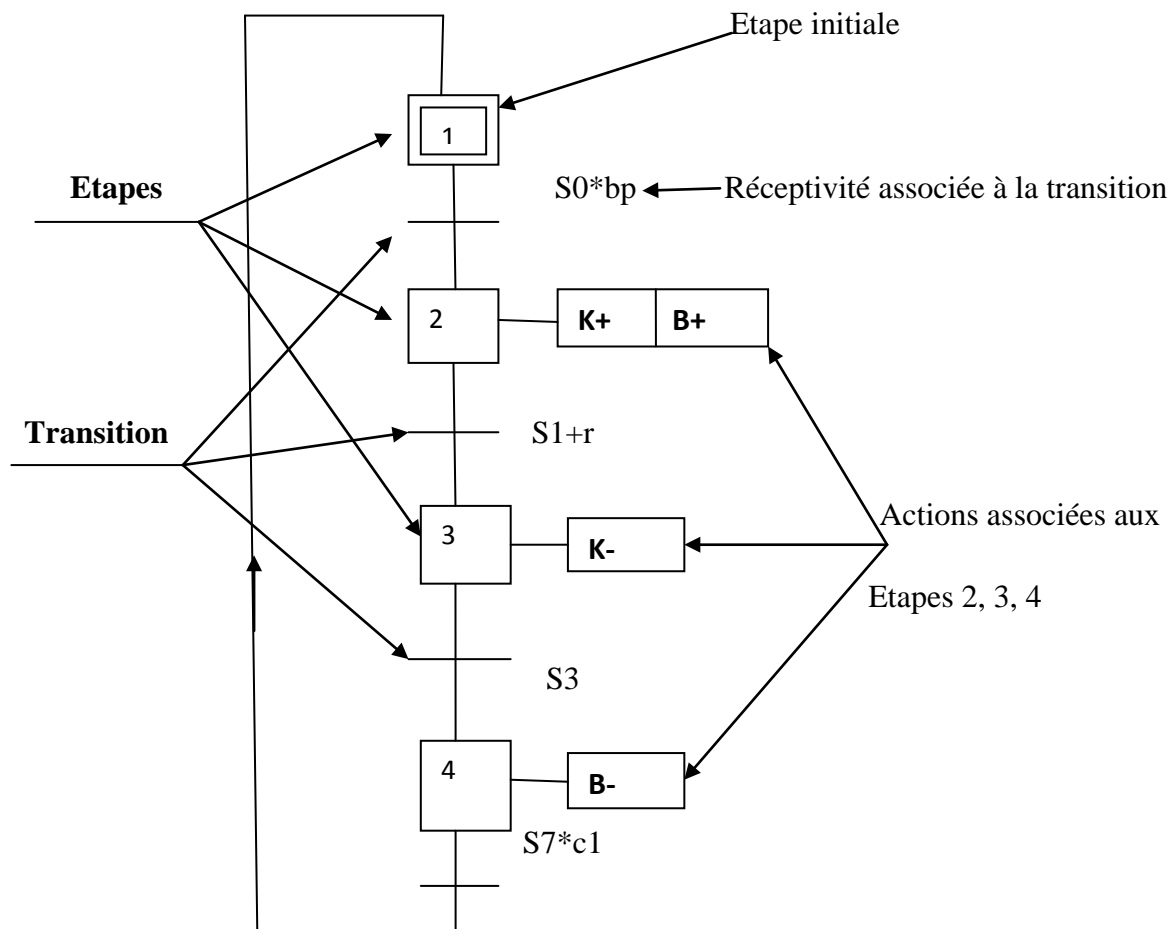 Etape initiale
1
Etapes
S0*bp
Réceptivité associée à la transition
2
K+ B+
Transition
S1+r
3
K-
Actions associées aux
Etapes 2, 3, 4
S3
4
B-
S7*c1